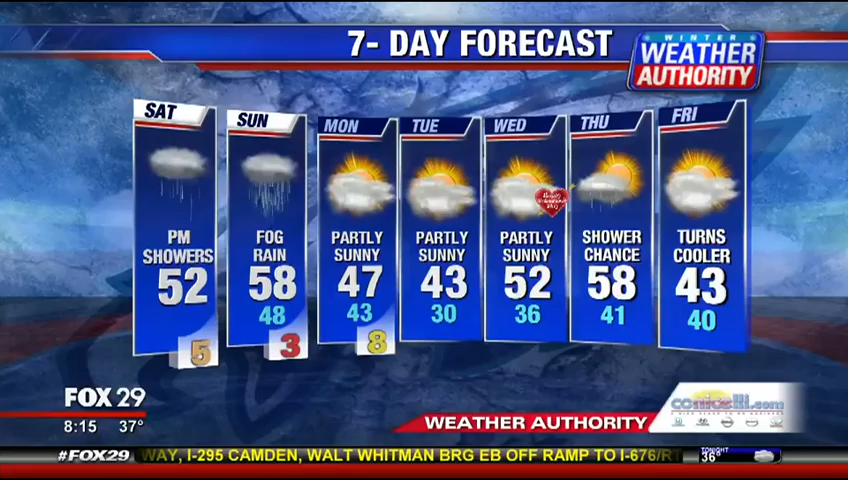 7- DAY FORECAST
WINTER
WEATHER
AUTHORITY
SAT
PM
SHOWERS
52
5
SUN
FOG
RAIN
58
48
3
MON
PARTLY
SUNNY
47
43
8
TUE
PARTLY
SUNNY
43
30
WED
PARTLY
SUNNY
52
36
THU
SHOWER
CHANCE
58
41
FRI
TURNS
COOLER
43
40
FOX 29
8:15 37°
WEATHER AUTHORITY
#FOX29
WAY, I-295 CAMDEN, WALT WHITMAN BRG EB OFF RAMP TO I-676/RT
TONIGHT
36°